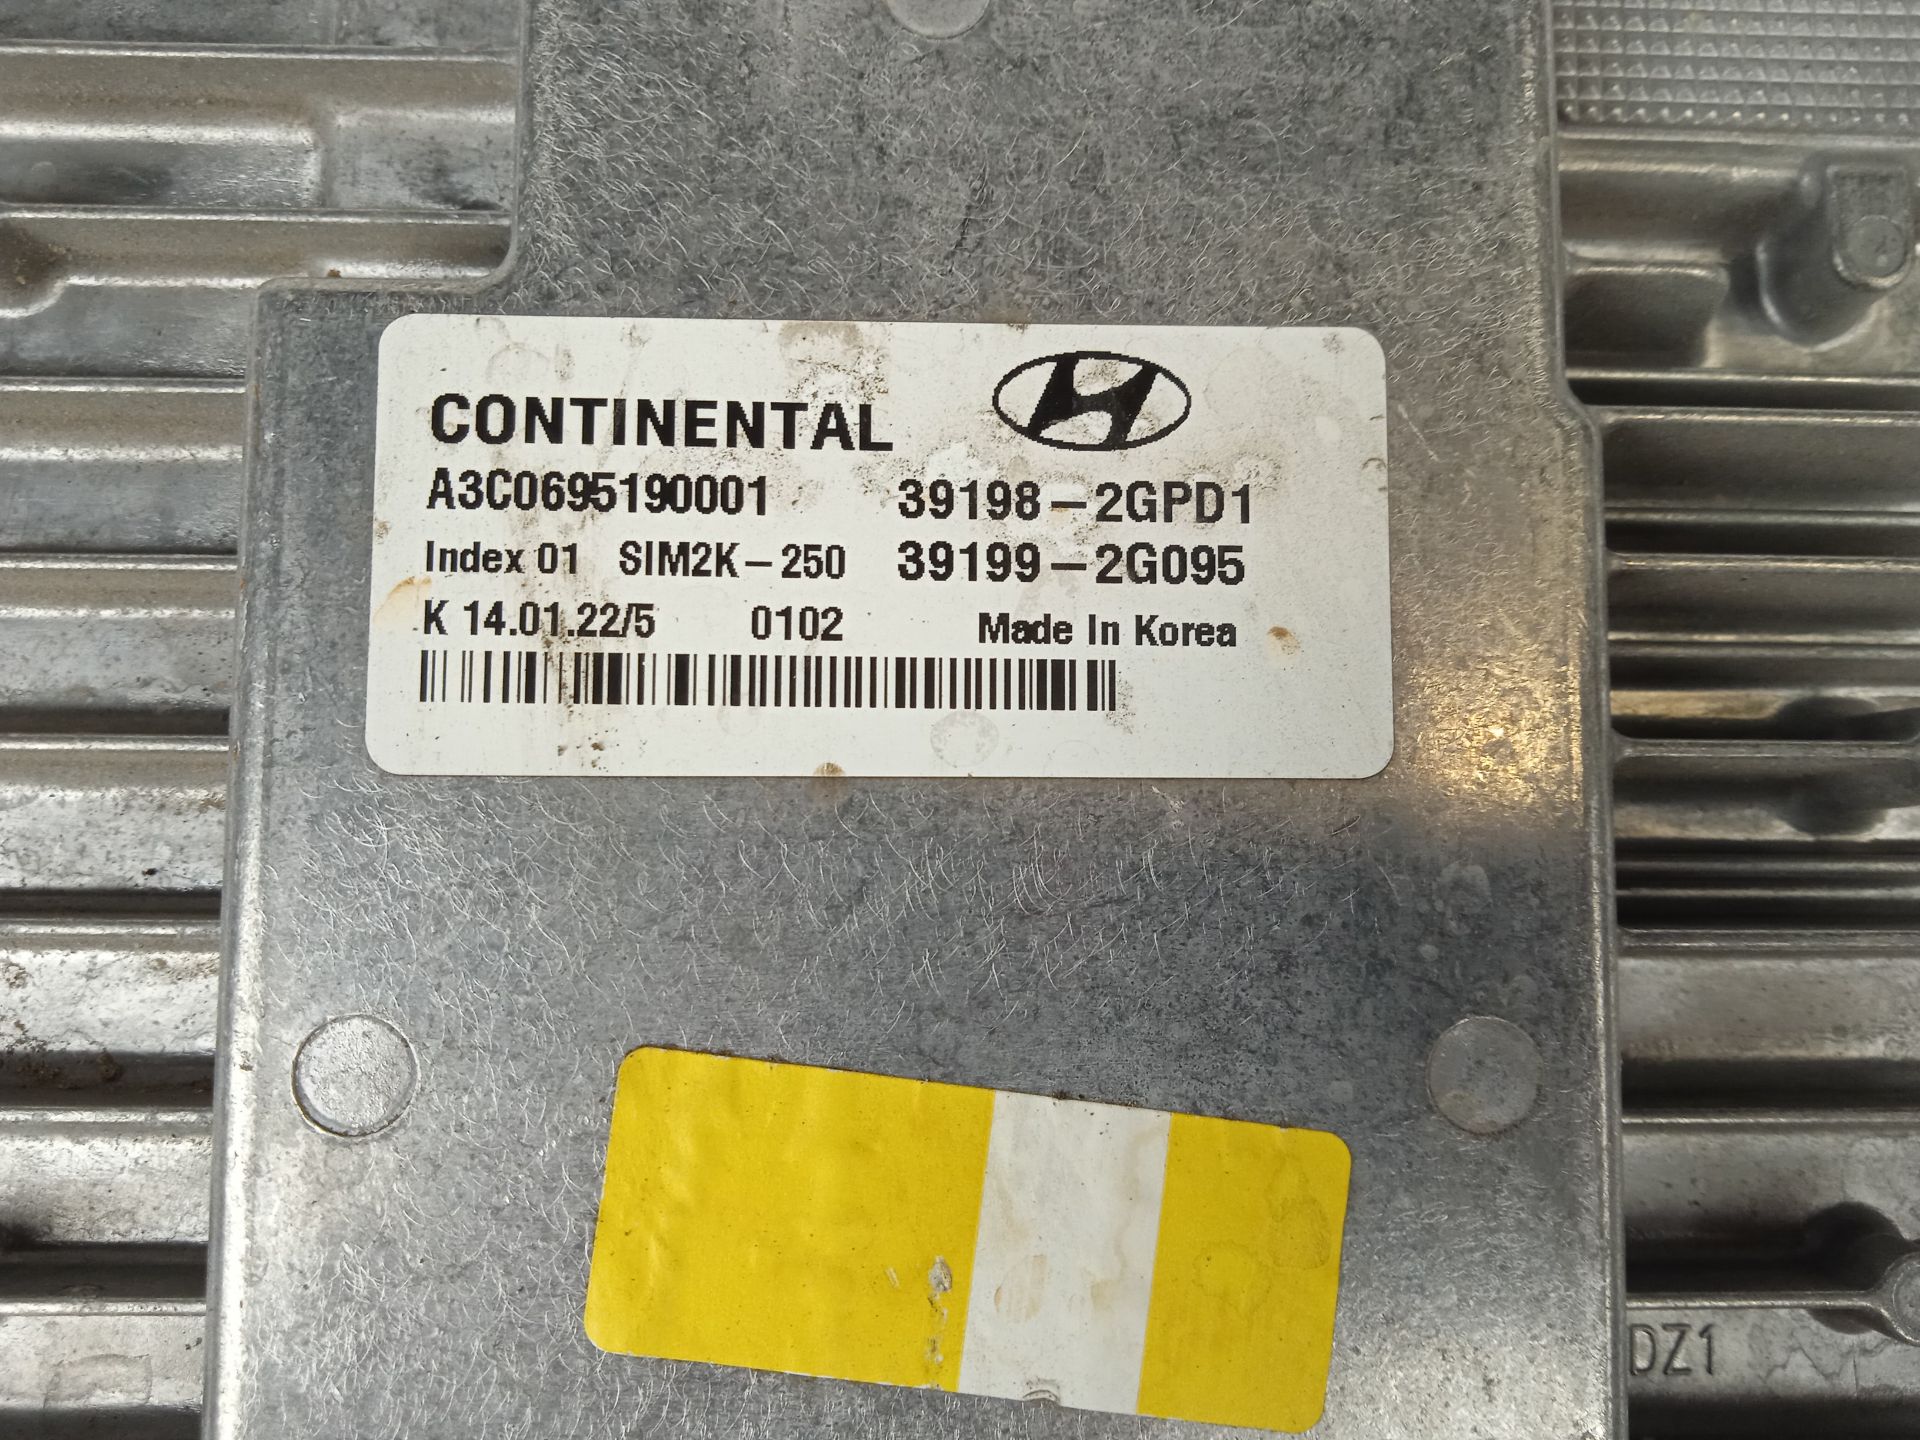 CONTINENTAL
A3C0695190001 39198-2GPD1
Index 01 SIM2K-250 39199-2G095
K 14.01.22/5 0102 Made In Korea
DZ1